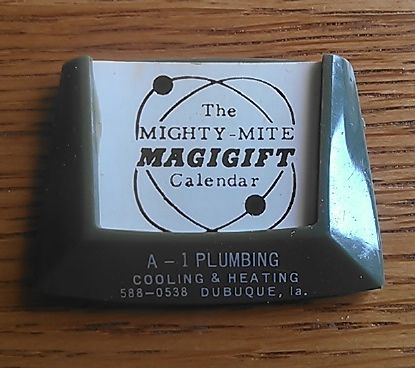 The
MIGHTY-MITE
MAGIGIFT
Calendar
A-1 PLUMBING
COOLING & HEATING
588-0538 DUBUQUE, Ia.